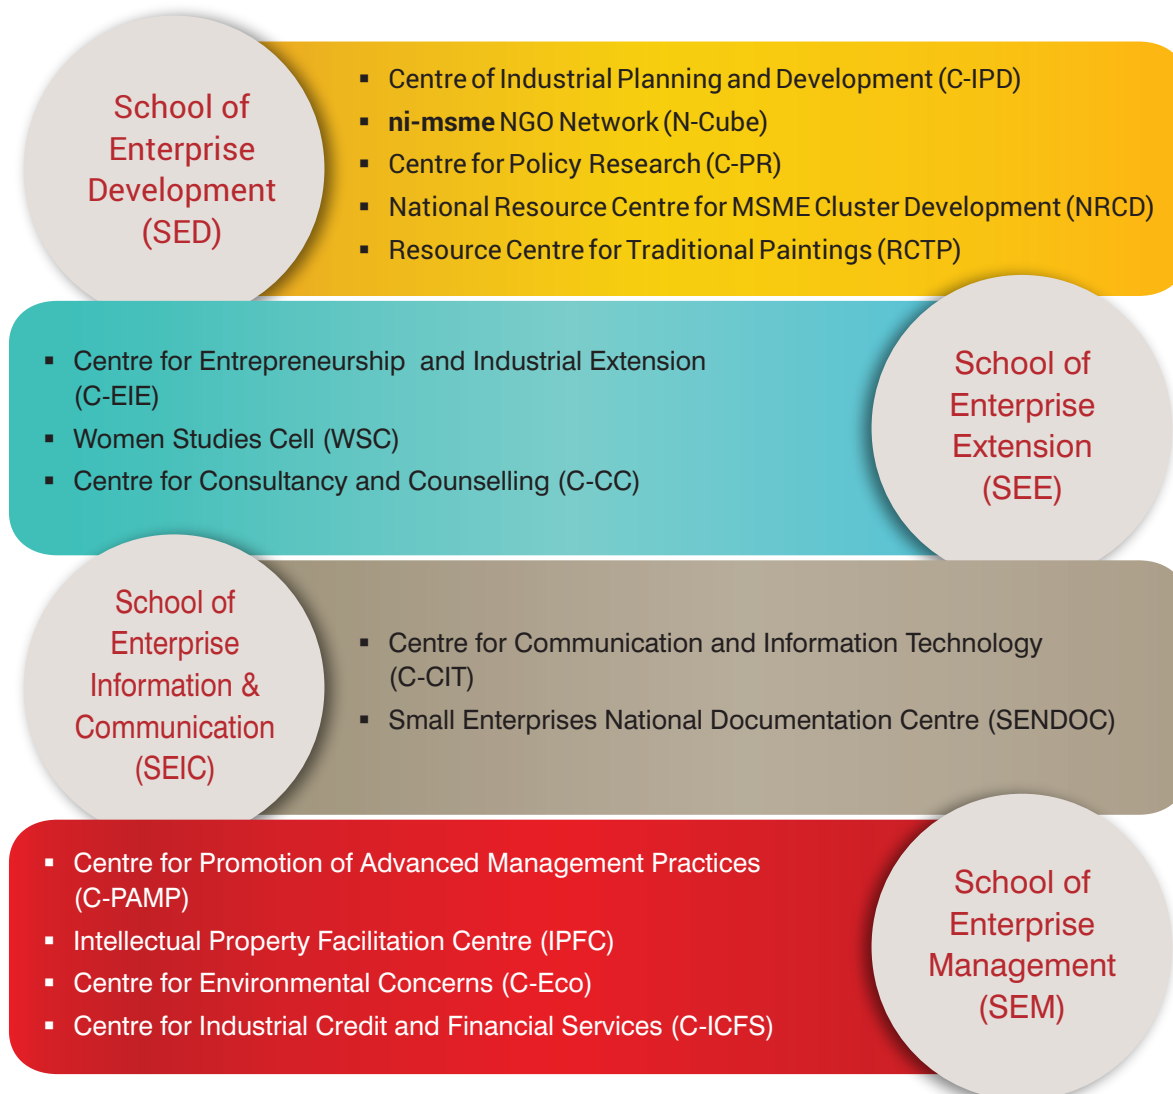 School of
Enterprise
Development
(SED)
▪ Centre of Industrial Planning and Development (C-IPD)
▪ ni-msme NGO Network (N-Cube)
▪ Centre for Policy Research (C-PR)
▪ National Resource Centre for MSME Cluster Development (NRCD)
▪ Resource Centre for Traditional Paintings (RCTP)
▪ Centre for Entrepreneurship and Industrial Extension
(C-EIE)
▪ Women Studies Cell (WSC)
▪ Centre for Consultancy and Counselling (C-CC)
School of
Enterprise
Extension
(SEE)
School of
Enterprise
Information &
Communication
(SEIC)
▪ Centre for Communication and Information Technology
(C-CIT)
▪ Small Enterprises National Documentation Centre (SENDOC)
▪ Centre for Promotion of Advanced Management Practices
(C-PAMP)
▪ Intellectual Property Facilitation Centre (IPFC)
▪ Centre for Environmental Concerns (C-Eco)
▪ Centre for Industrial Credit and Financial Services (C-ICFS)
School of
Enterprise
Management
(SEM)